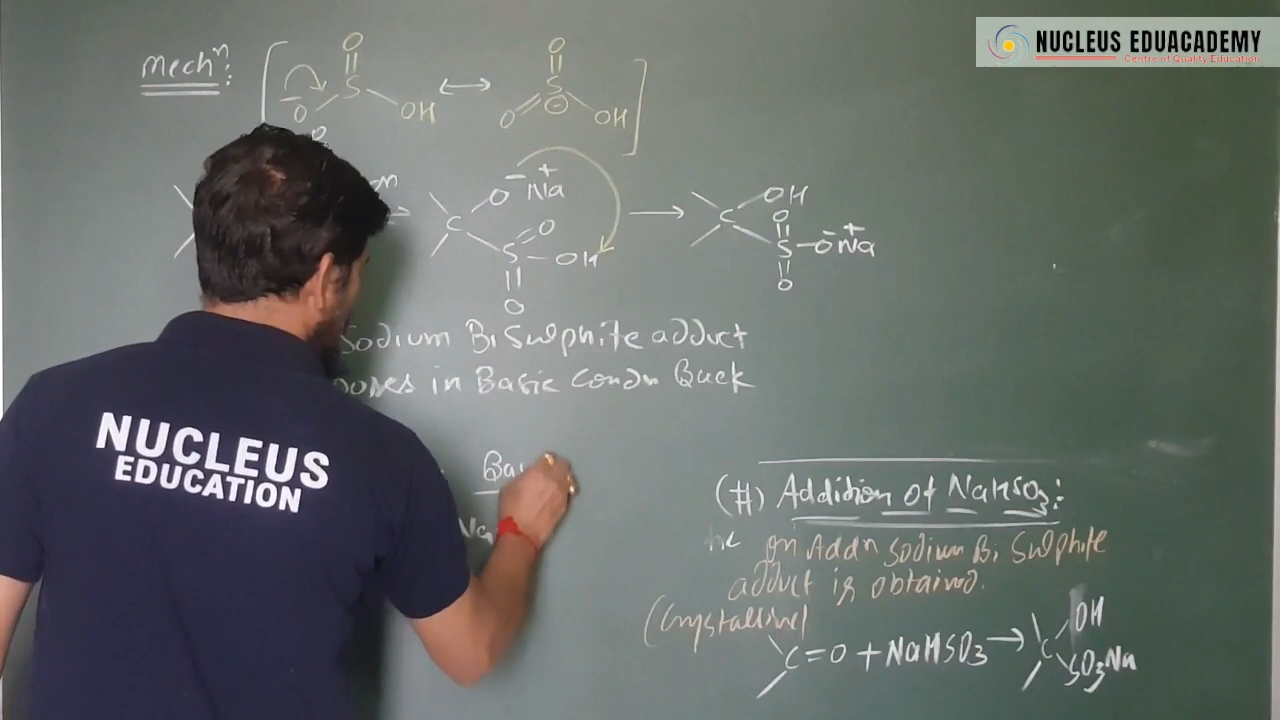 NUCLEUS EDUACADEMY
Centre of Quality Education
Mechⁿ:
O O
S ⟷ S
O OH O ⊖ OH
O⁻ Na⁺
C S O OH → C OH
O
S O⁻ Na⁺
O
O
Sodium Bi Sulphite adduct
in Basic Condn Back
NUCLEUS
EDUCATION
(#) Addition Of NaHSO3:
on Addn Sodium Bi Sulphite
adduct is obtained.
(Crystalline)
C=O + NaHSO3 → C OH
SO3Na